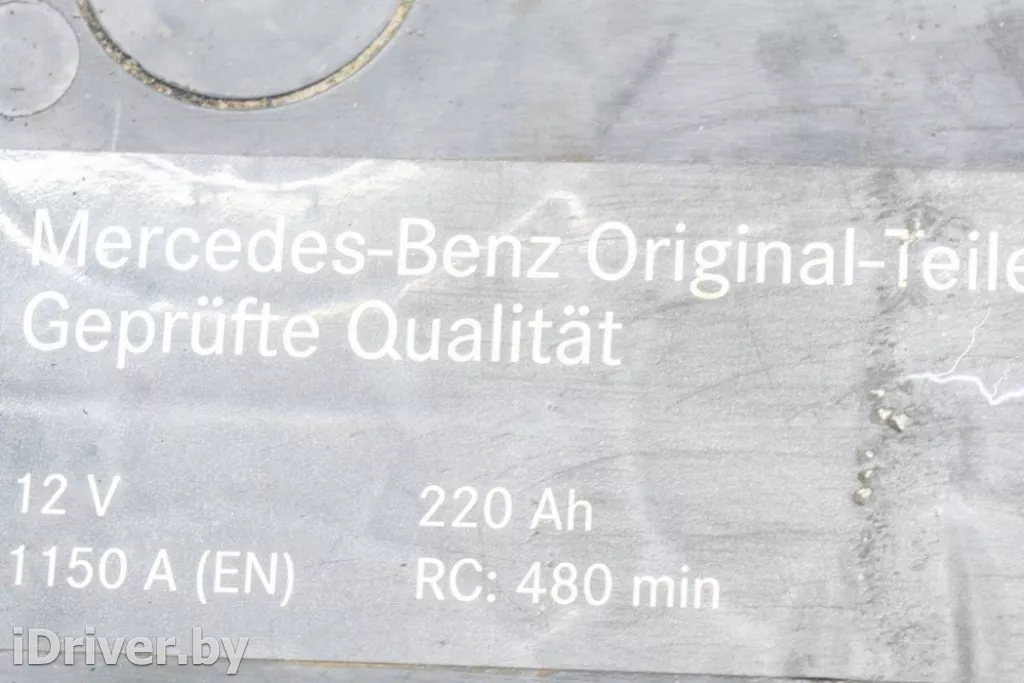 Mercedes-Benz Original-Teile
Geprüfte Qualität
12 V 220 Ah
1150 A (EN) RC: 480 min
iDriver.by